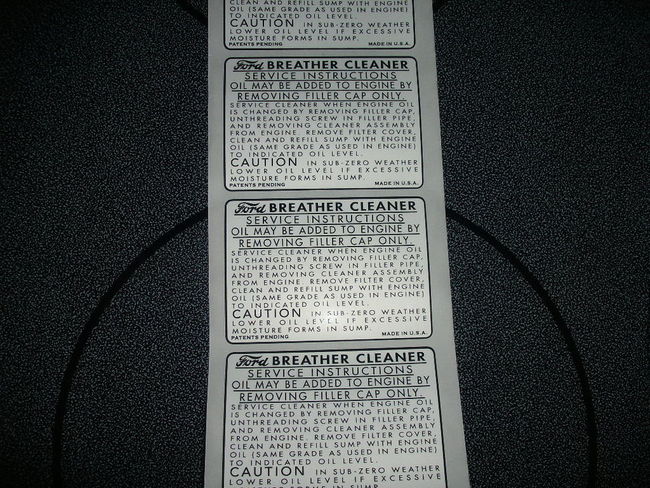 CLEAN AND REFILL SUMP WITH ENGINE
OIL (SAME GRADE AS USED IN ENGINE)
TO INDICATED OIL LEVEL.
CAUTION IN SUB-ZERO WEATHER
LOWER OIL LEVEL IF EXCESSIVE
MOISTURE FORMS IN SUMP.
PATENTS PENDING MADE IN U.S.A.
Ford BREATHER CLEANER
SERVICE INSTRUCTIONS
OIL MAY BE ADDED TO ENGINE BY
REMOVING FILLER CAP ONLY.
SERVICE CLEANER WHEN ENGINE OIL
IS CHANGED BY REMOVING FILLER CAP,
UNTHREADING SCREW IN FILLER PIPE,
AND REMOVING CLEANER ASSEMBLY
FROM ENGINE. REMOVE FILTER COVER,
CLEAN AND REFILL SUMP WITH ENGINE
OIL (SAME GRADE AS USED IN ENGINE)
TO INDICATED OIL LEVEL.
CAUTION IN SUB-ZERO WEATHER
LOWER OIL LEVEL IF EXCESSIVE
MOISTURE FORMS IN SUMP.
PATENTS PENDING MADE IN U.S.A.
Ford BREATHER CLEANER
SERVICE INSTRUCTIONS
OIL MAY BE ADDED TO ENGINE BY
REMOVING FILLER CAP ONLY.
SERVICE CLEANER WHEN ENGINE OIL
IS CHANGED BY REMOVING FILLER CAP,
UNTHREADING SCREW IN FILLER PIPE,
AND REMOVING CLEANER ASSEMBLY
FROM ENGINE. REMOVE FILTER COVER,
CLEAN AND REFILL SUMP WITH ENGINE
OIL (SAME GRADE AS USED IN ENGINE)
TO INDICATED OIL LEVEL.
CAUTION IN SUB-ZERO WEATHER
LOWER OIL LEVEL IF EXCESSIVE
MOISTURE FORMS IN SUMP.
PATENTS PENDING MADE IN U.S.A.
Ford BREATHER CLEANER
SERVICE INSTRUCTIONS
OIL MAY BE ADDED TO ENGINE BY
REMOVING FILLER CAP ONLY.
SERVICE CLEANER WHEN ENGINE OIL
IS CHANGED BY REMOVING FILLER CAP,
UNTHREADING SCREW IN FILLER PIPE,
AND REMOVING CLEANER ASSEMBLY
FROM ENGINE. REMOVE FILTER COVER,
CLEAN AND REFILL SUMP WITH ENGINE
OIL (SAME GRADE AS USED IN ENGINE)
TO INDICATED OIL LEVEL.
CAUTION IN SUB-ZERO WEATHER
LOWER OIL LEVEL IF EXCESSIVE